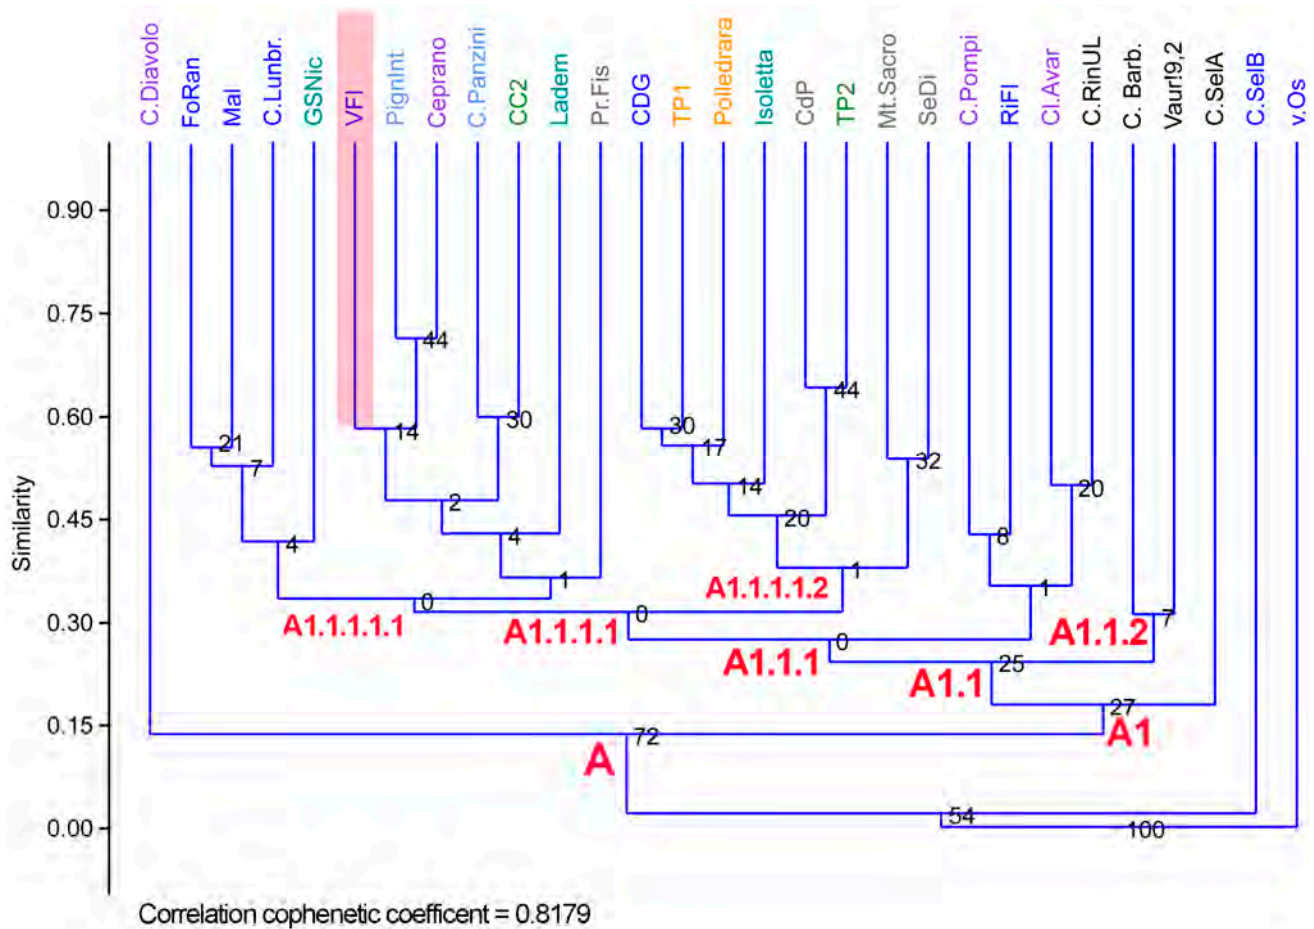 C.Diavolo
FoRan
Mal
C.Lunbr.
GSNic
VFI
PignInt
Ceprano
C.Panzini
CC2
Ladem
Pr.Fis
CDG
TP1
Polledrara
Isoletta
CdP
TP2
Mt.Sacro
SeDi
C.Pompi
RiFI
Cl.Avar
C.RinUL
C. Barb.
Vaur!9,2
C.SelA
C.SelB
v.Os
Similarity
0.90
0.75
0.60
0.45
0.30
0.15
0.00
44
44
30
30
14
21
17
7
32
14
20
2
20
4
8
4
1
1
1
A1.1.1.1.2
0
0
7
A1.1.1.1.1
A1.1.1.1
A1.1.2
0
A1.1.1
25
A1.1
27
A1
72
A
54
100
Correlation cophenetic coefficent = 0.8179